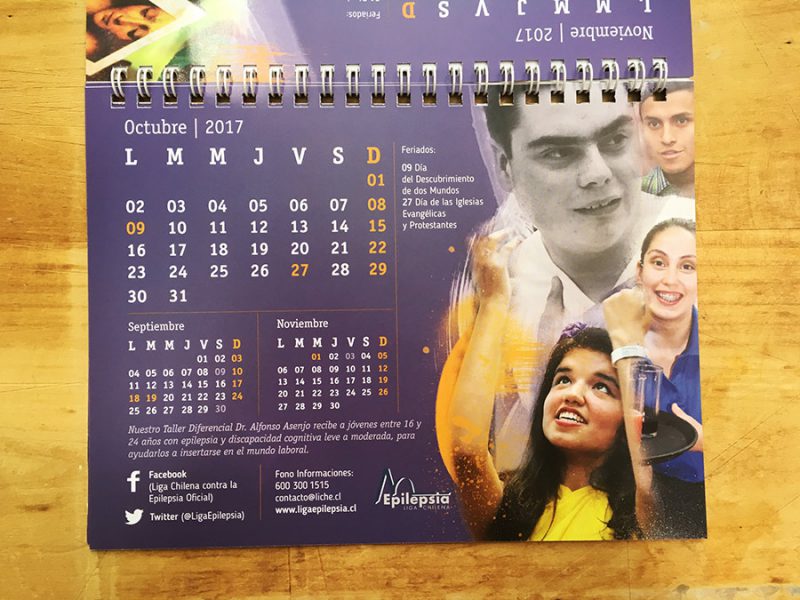 Noviembre | 2017
L M M J V S D
Feriados:
Octubre | 2017
L M M J V S D
01
02 03 04 05 06 07 08
09 10 11 12 13 14 15
16 17 18 19 20 21 22
23 24 25 26 27 28 29
30 31
Feriados:
09 Día
del Descubrimiento
de dos Mundos
27 Día de las Iglesias
Evangélicas
y Protestantes
Septiembre
L M M J V S D
01 02 03
04 05 06 07 08 09 10
11 12 13 14 15 16 17
18 19 20 21 22 23 24
25 26 27 28 29 30
Noviembre
L M M J V S D
01 02 03 04 05
06 07 08 09 10 11 12
13 14 15 16 17 18 19
20 21 22 23 24 25 26
27 28 29 30
Nuestro Taller Diferencial Dr. Alfonso Asenjo recibe a jóvenes entre 16 y
24 años con epilepsia y discapacidad cognitiva leve a moderada, para
ayudarlos a insertarse en el mundo laboral.
Facebook
(Liga Chilena contra la
Epilepsia Oficial)
Twitter (@LigaEpilepsia)
Fono Informaciones:
600 300 1515
contacto@liche.cl
www.ligaepilepsia.cl
Epilepsia
LIGA CHILENA